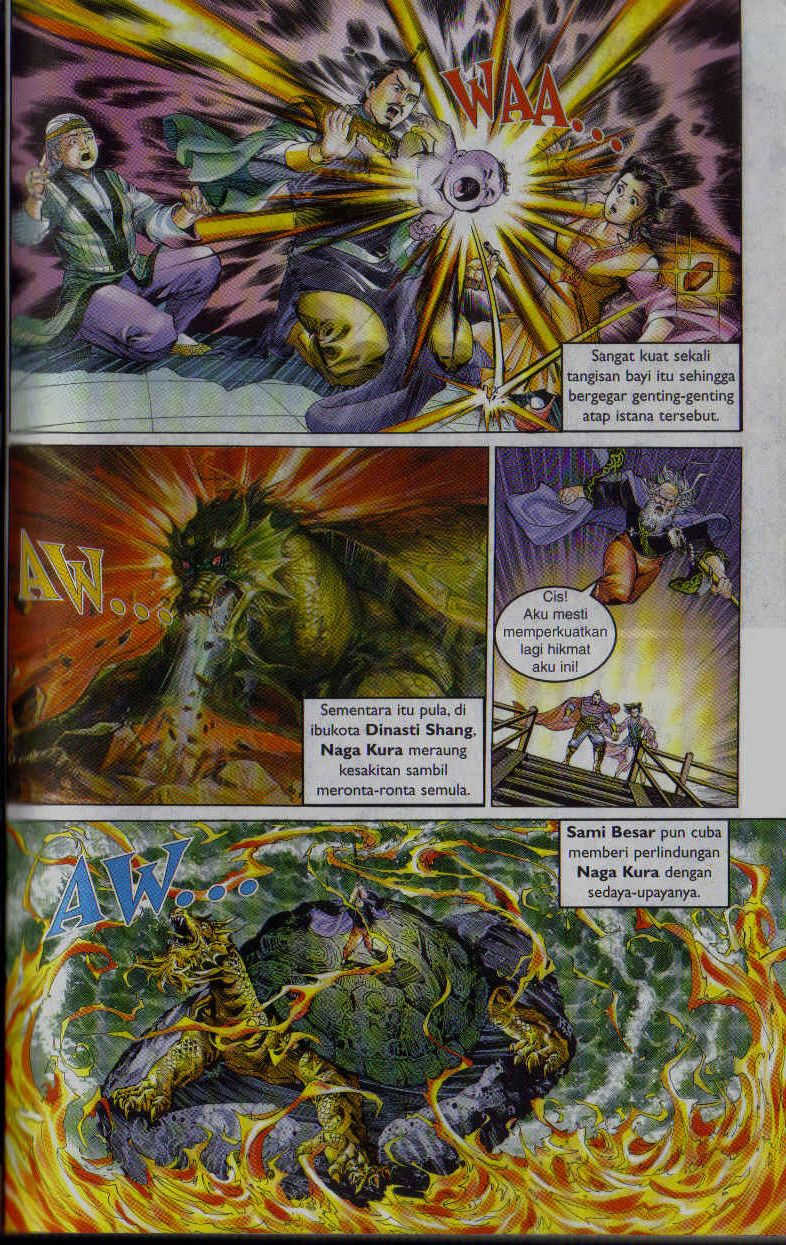 WAA...
Sangat kuat sekali
tangisan bayi itu sehingga
bergegar genting-genting
atap istana tersebut.
AW...
Sementara itu pula, di
ibukota Dinasti Shang,
Naga Kura meraung
kesakitan sambil
meronta-ronta semula.
Cis!
Aku mesti
memperkuatkan
lagi hikmat
aku ini!
Sami Besar pun cuba
memberi perlindungan
Naga Kura dengan
sedaya-upayanya.
AW...